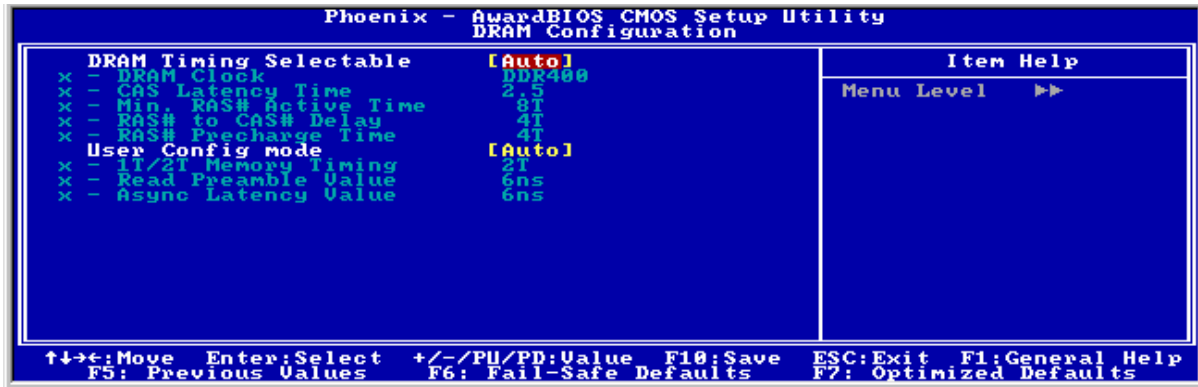 Phoenix - AwardBIOS CMOS Setup Utility
DRAM Configuration
DRAM Timing Selectable [Auto]
x - DRAM Clock DDR400
x - CAS Latency Time 2.5
x - Min. RAS# Active Time 8T
x - RAS# to CAS# Delay 4T
x - RAS# Precharge Time 4T
User Config mode [Auto]
x - 1T/2T Memory Timing 2T
x - Read Preamble Value 6ns
x - Async Latency Value 6ns
Item Help
Menu Level ▶▶
↑↓→←:Move Enter:Select +/-/PU/PD:Value F10:Save ESC:Exit F1:General Help
F5: Previous Values F6: Fail-Safe Defaults F7: Optimized Defaults